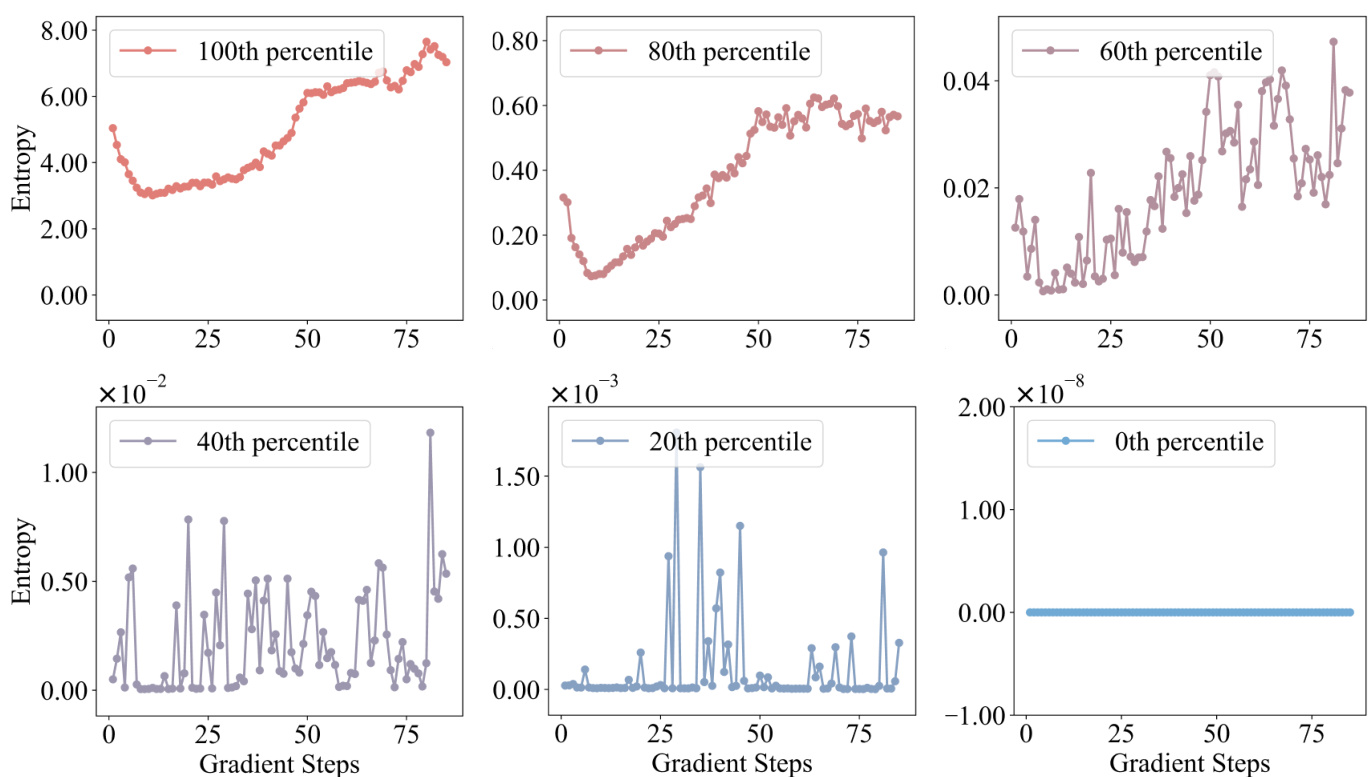 8.00
6.00
4.00
2.00
0.00
Entropy
100th percentile
0 25 50 75
0.80
0.60
0.40
0.20
0.00
80th percentile
0 25 50 75
0.04
0.02
0.00
60th percentile
0 25 50 75
×10−2
1.00
0.50
0.00
Entropy
40th percentile
0 25 50 75
Gradient Steps
×10−3
1.50
1.00
0.50
0.00
20th percentile
0 25 50 75
Gradient Steps
×10−8
2.00
1.00
0.00
−1.00
0th percentile
0 25 50 75
Gradient Steps